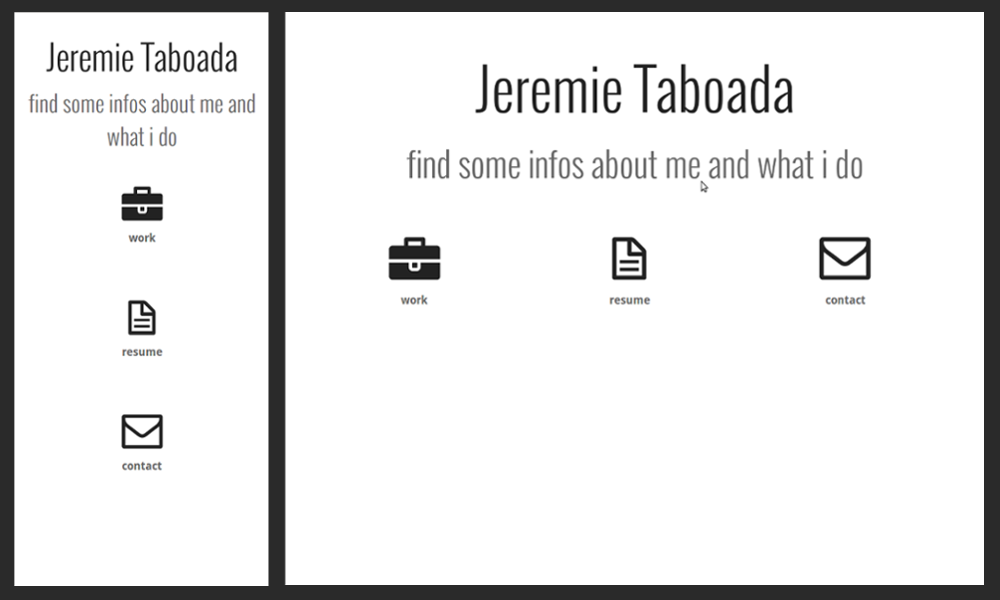 Jeremie Taboada
find some infos about me and
what i do
work
resume
contact
Jeremie Taboada
find some infos about me and what i do
work
resume
contact